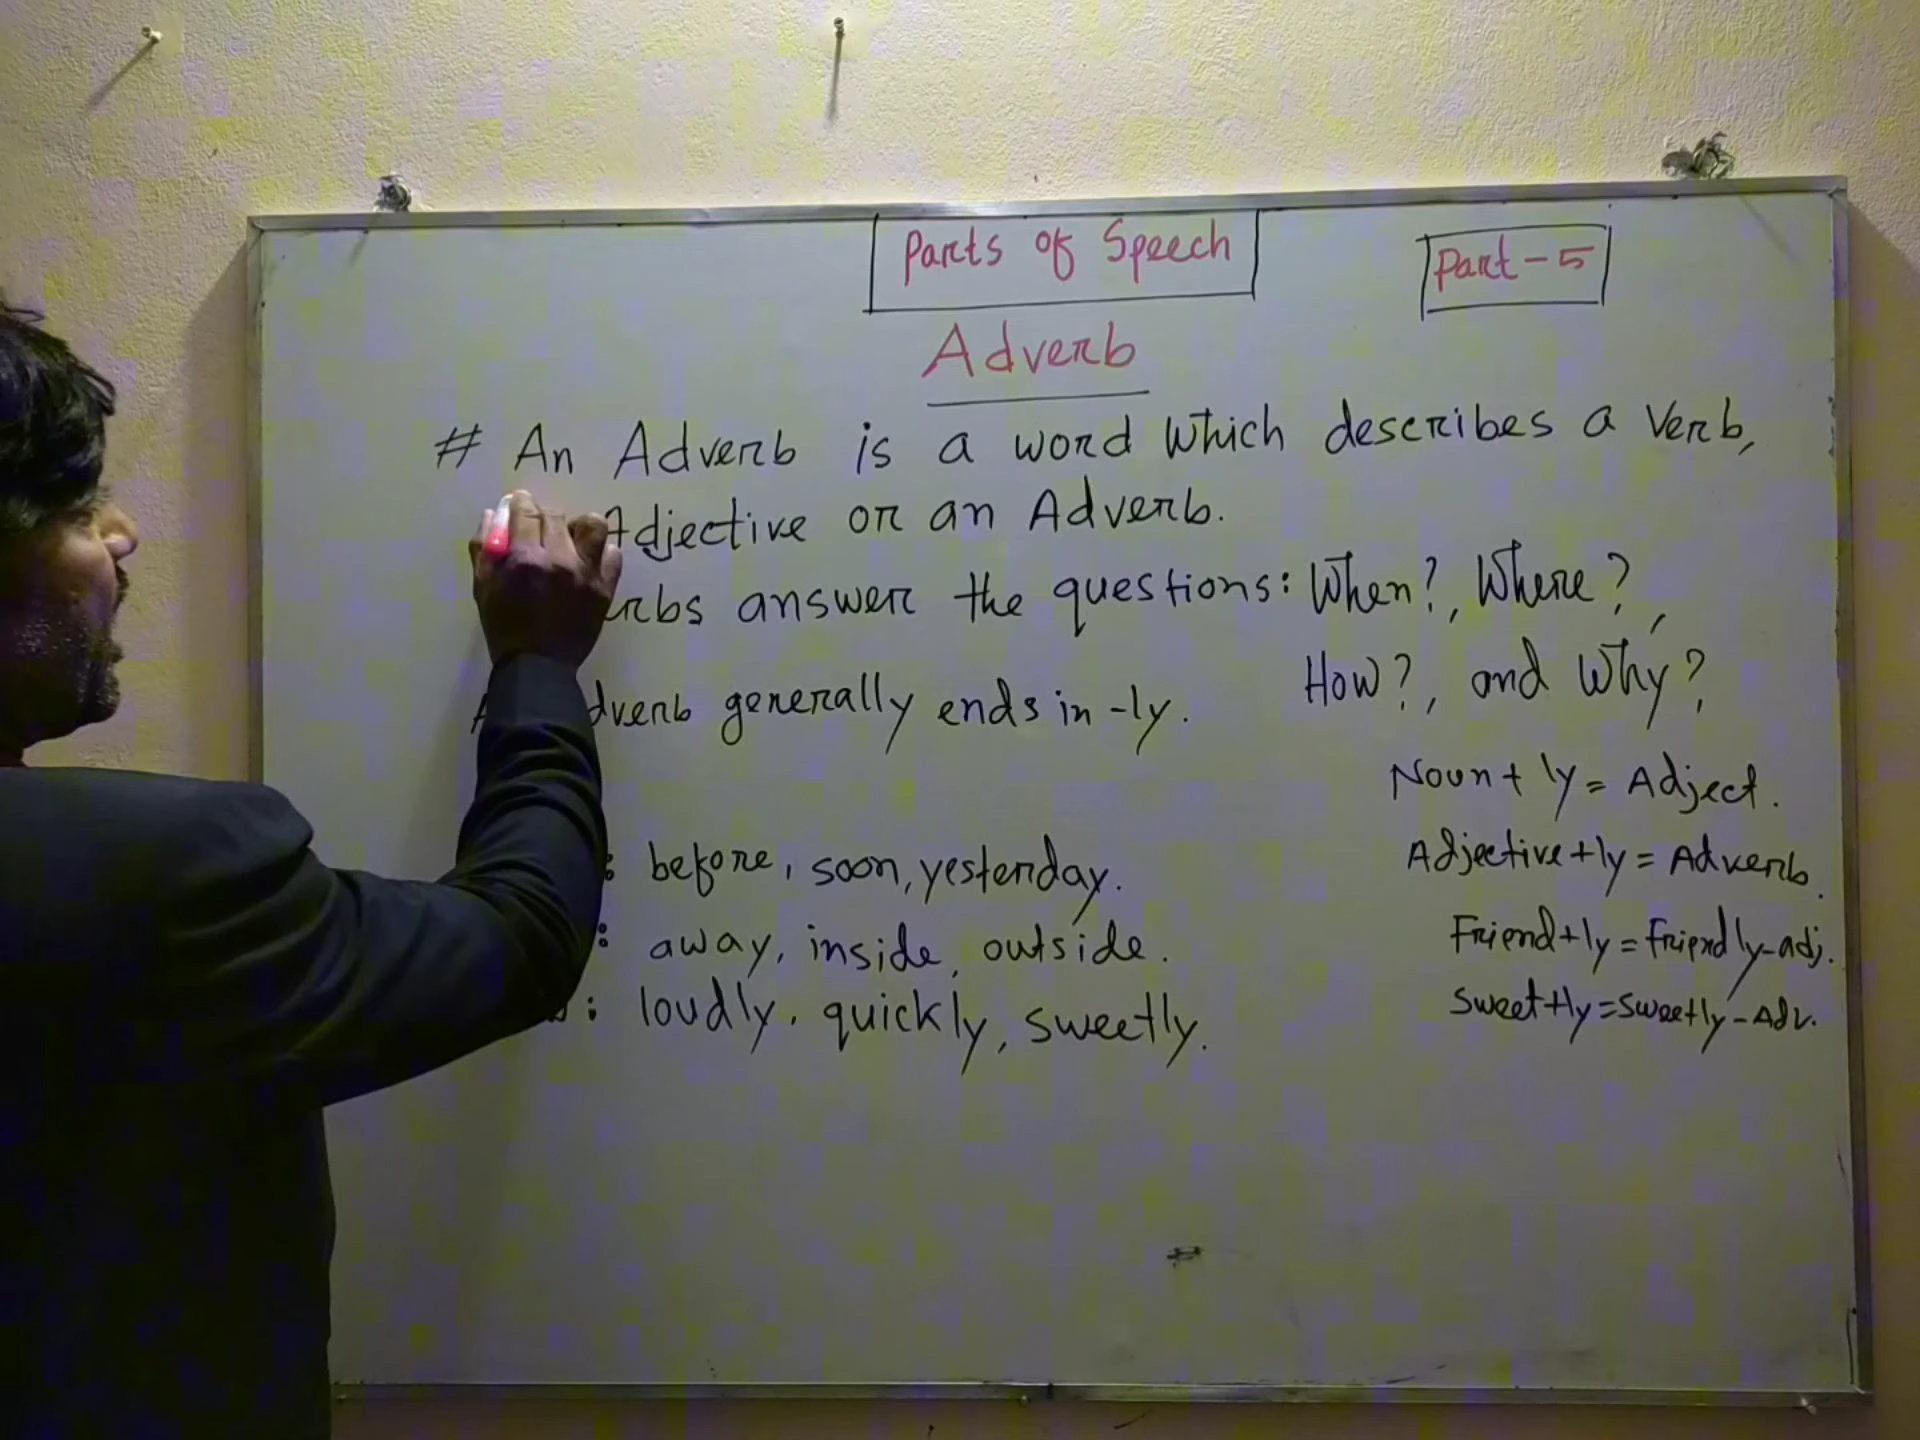 Parts of Speech
Part-5
Adverb
# An Adverb is a word which describes a verb,
Adjective or an Adverb.
answer the questions: When?, Where?,
How?, and Why?
generally ends in -ly.
Noun + ly = Adject.
: before, soon, yesterday.
Adjective + ly = Adverb.
: away, inside, outside.
Friend+ly = friendly-adj.
: loudly, quickly, sweetly.
Sweet+ly = sweetly-Adv.